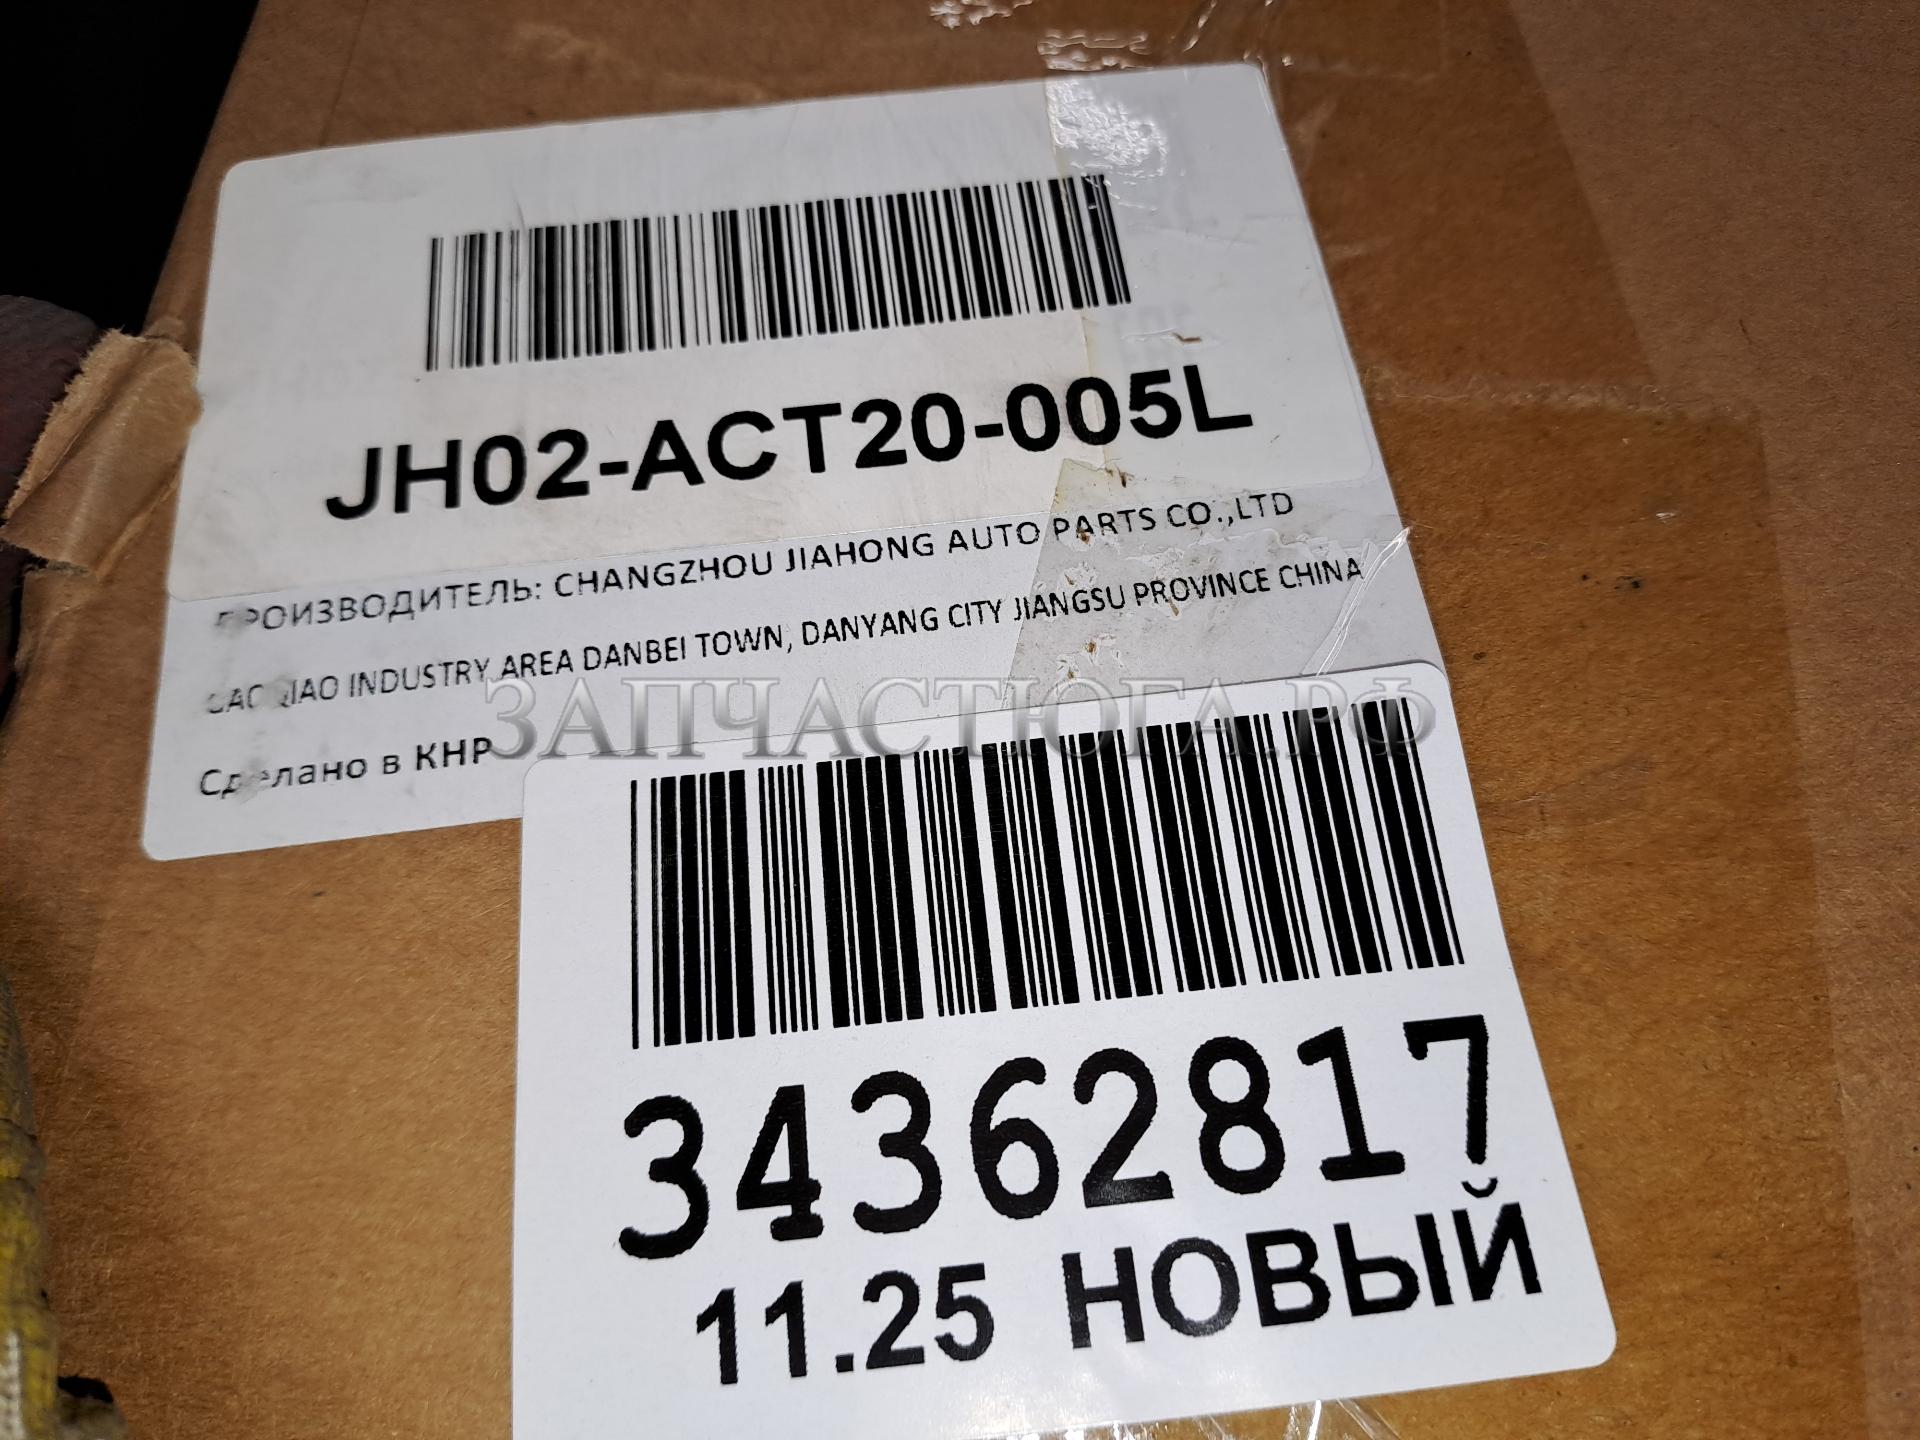 JH02-ACT20-005L
ПРОИЗВОДИТЕЛЬ: CHANGZHOU JIAHONG AUTO PARTS CO.,LTD
INDUSTRY AREA DANBEI TOWN, DANYANG CITY JIANGSU PROVINCE CHINA
Сделано в КНР
ЗАПЧАСТЮГА.РФ
34362817
11.25 НОВЫЙ